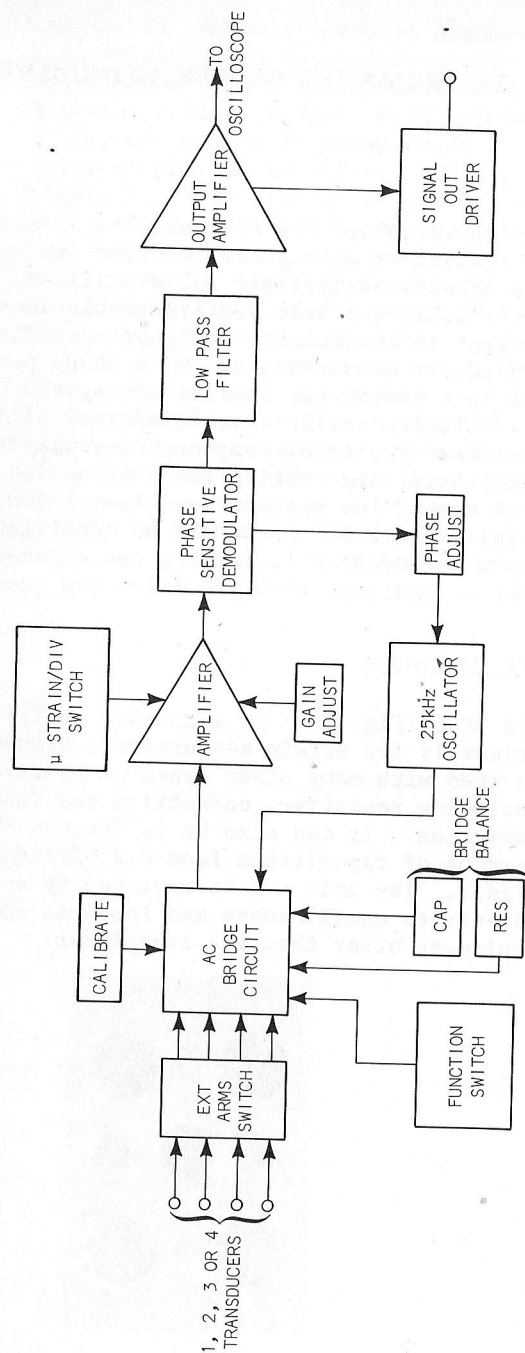 1, 2, 3 OR 4
TRANSDUCERS
EXT
ARMS
SWITCH
CALIBRATE
AC
BRIDGE
CIRCUIT
FUNCTION
SWITCH
CAP
RES
BRIDGE
BALANCE
25kHz
OSCILLATOR
PHASE ADJUST
µ STRAIN/DIV
SWITCH
AMPLIFIER
GAIN
ADJUST
PHASE
SENSITIVE
DEMODULATOR
LOW PASS
FILTER
OUTPUT
AMPLIFIER
TO
OSCILLOSCOPE
SIGNAL
OUT
DRIVER